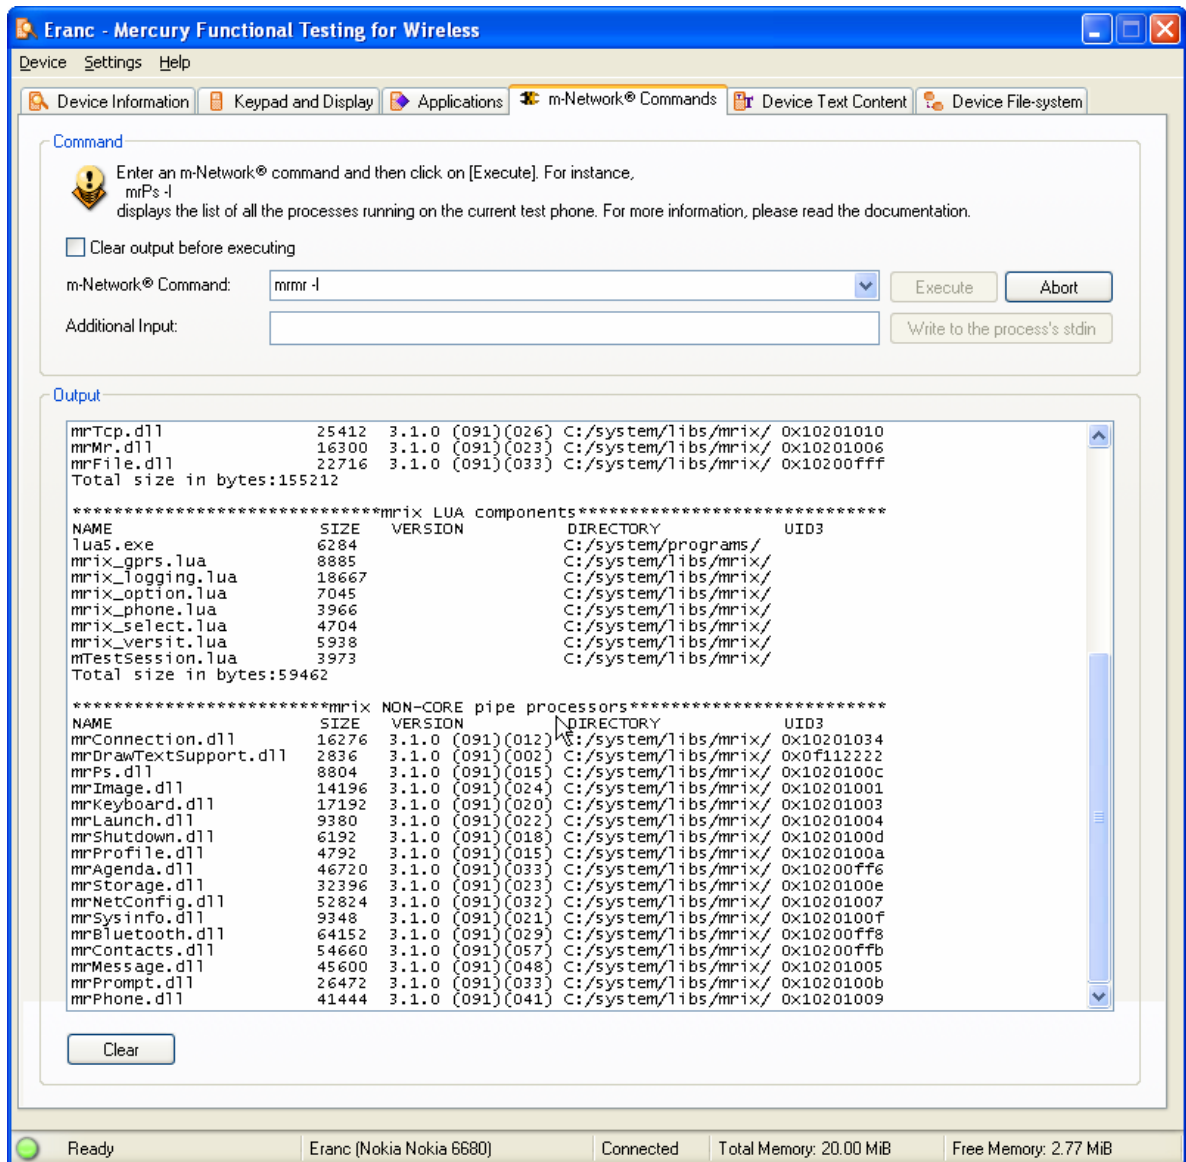 Eranc - Mercury Functional Testing for Wireless
Device Settings Help
Device Information Keypad and Display Applications m-Network® Commands Device Text Content Device File-system
Command
Enter an m-Network® command and then click on [Execute]. For instance,
mrPs -l
displays the list of all the processes running on the current test phone. For more information, please read the documentation.
Clear output before executing
m-Network® Command: mrmr -l Execute Abort
Additional Input: Write to the process's stdin
Output
mrTcp.dll 25412 3.1.0 (091)(026) C:/system/libs/mrix/ 0x10201010
mrMr.dll 16300 3.1.0 (091)(023) C:/system/libs/mrix/ 0x10201006
mrFile.dll 22716 3.1.0 (091)(033) C:/system/libs/mrix/ 0x10200fff
Total size in bytes:155212
******************************mrix LUA components******************************
NAME SIZE VERSION DIRECTORY UID3
lua5.exe 6284 C:/system/programs/
mrix_gprs.lua 8885 C:/system/libs/mrix/
mrix_logging.lua 18667 C:/system/libs/mrix/
mrix_option.lua 7045 C:/system/libs/mrix/
mrix_phone.lua 3966 C:/system/libs/mrix/
mrix_select.lua 4704 C:/system/libs/mrix/
mrix_versit.lua 5938 C:/system/libs/mrix/
mTestSession.lua 3973 C:/system/libs/mrix/
Total size in bytes:59462
*************************mrix NON-CORE pipe processors*************************
NAME SIZE VERSION DIRECTORY UID3
mrConnection.dll 16276 3.1.0 (091)(012) C:/system/libs/mrix/ 0x10201034
mrDrawTextSupport.dll 2836 3.1.0 (091)(002) C:/system/libs/mrix/ 0x0f112222
mrPs.dll 8804 3.1.0 (091)(015) C:/system/libs/mrix/ 0x1020100c
mrImage.dll 14196 3.1.0 (091)(024) C:/system/libs/mrix/ 0x10201001
mrKeyboard.dll 17192 3.1.0 (091)(020) C:/system/libs/mrix/ 0x10201003
mrLaunch.dll 9380 3.1.0 (091)(022) C:/system/libs/mrix/ 0x10201004
mrShutdown.dll 6192 3.1.0 (091)(018) C:/system/libs/mrix/ 0x1020100d
mrProfile.dll 4792 3.1.0 (091)(015) C:/system/libs/mrix/ 0x1020100a
mrAgenda.dll 46720 3.1.0 (091)(033) C:/system/libs/mrix/ 0x10200ff6
mrStorage.dll 32396 3.1.0 (091)(023) C:/system/libs/mrix/ 0x1020100e
mrNetConfig.dll 52824 3.1.0 (091)(032) C:/system/libs/mrix/ 0x10201007
mrSysinfo.dll 9348 3.1.0 (091)(021) C:/system/libs/mrix/ 0x1020100f
mrBluetooth.dll 64152 3.1.0 (091)(029) C:/system/libs/mrix/ 0x10200ff8
mrContacts.dll 54660 3.1.0 (091)(057) C:/system/libs/mrix/ 0x10200ffb
mrMessage.dll 45600 3.1.0 (091)(048) C:/system/libs/mrix/ 0x10201005
mrPrompt.dll 26472 3.1.0 (091)(033) C:/system/libs/mrix/ 0x1020100b
mrPhone.dll 41444 3.1.0 (091)(041) C:/system/libs/mrix/ 0x10201009
Clear
Ready Eranc (Nokia Nokia 6680) Connected Total Memory: 20.00 MiB Free Memory: 2.77 MiB